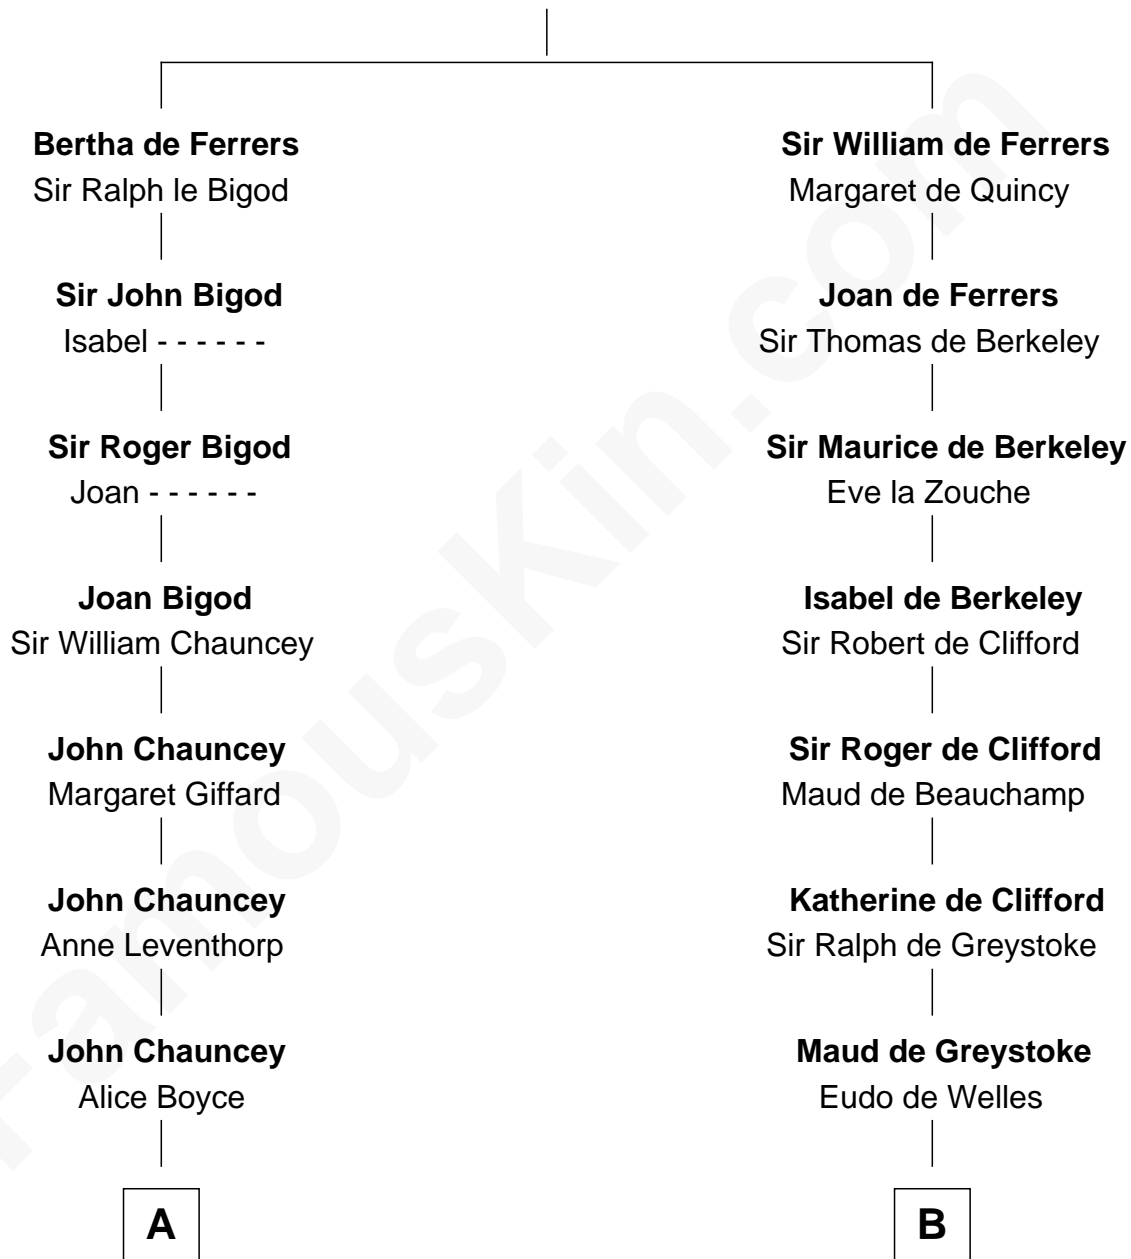 Bertha de Ferrers
Sir Ralph le Bigod
Sir John Bigod
Isabel - - - - - -
Sir Roger Bigod
Joan - - - - - -
Joan Bigod
Sir William Chauncey
John Chauncey
Margaret Giffard
John Chauncey
Anne Leventhorp
John Chauncey
Alice Boyce
A
Sir William de Ferrers
Margaret de Quincy
Joan de Ferrers
Sir Thomas de Berkeley
Sir Maurice de Berkeley
Eve la Zouche
Isabel de Berkeley
Sir Robert de Clifford
Sir Roger de Clifford
Maud de Beauchamp
Katherine de Clifford
Sir Ralph de Greystoke
Maud de Greystoke
Eudo de Welles
B
FamousKin.com